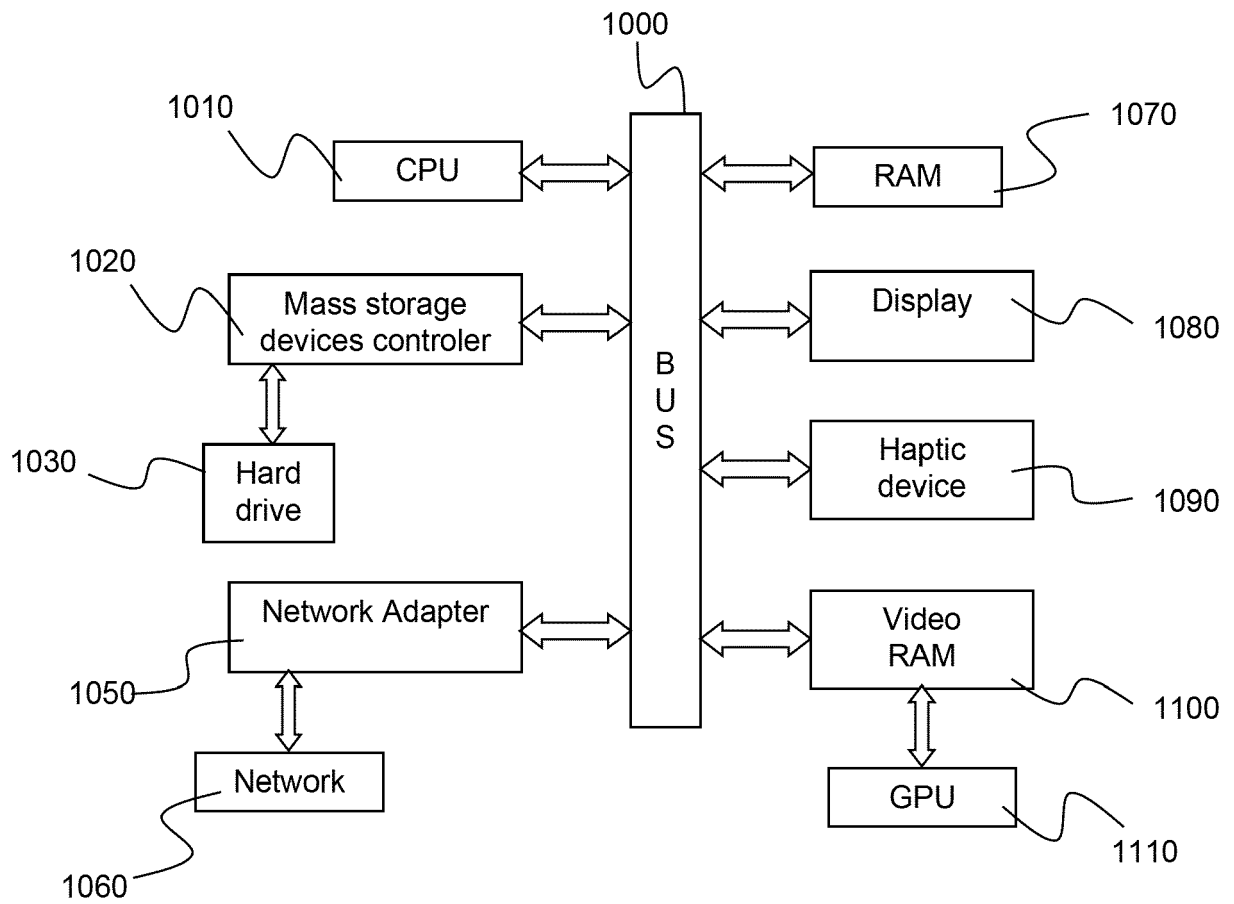 1000
1010
CPU
RAM
1070
1020
Mass storage
devices controler
Display
1080
B
U
S
1030
Hard
drive
Haptic
device
1090
Network Adapter
1050
Video
RAM
1100
Network
1060
GPU
1110